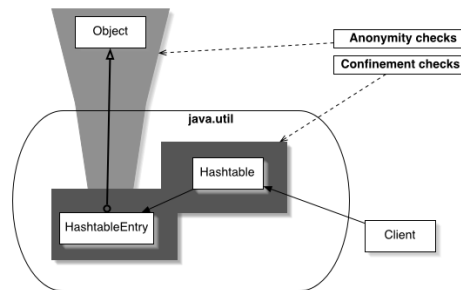 Object
Anonymity checks
Confinement checks
java.util
Hashtable
HashtableEntry
Client